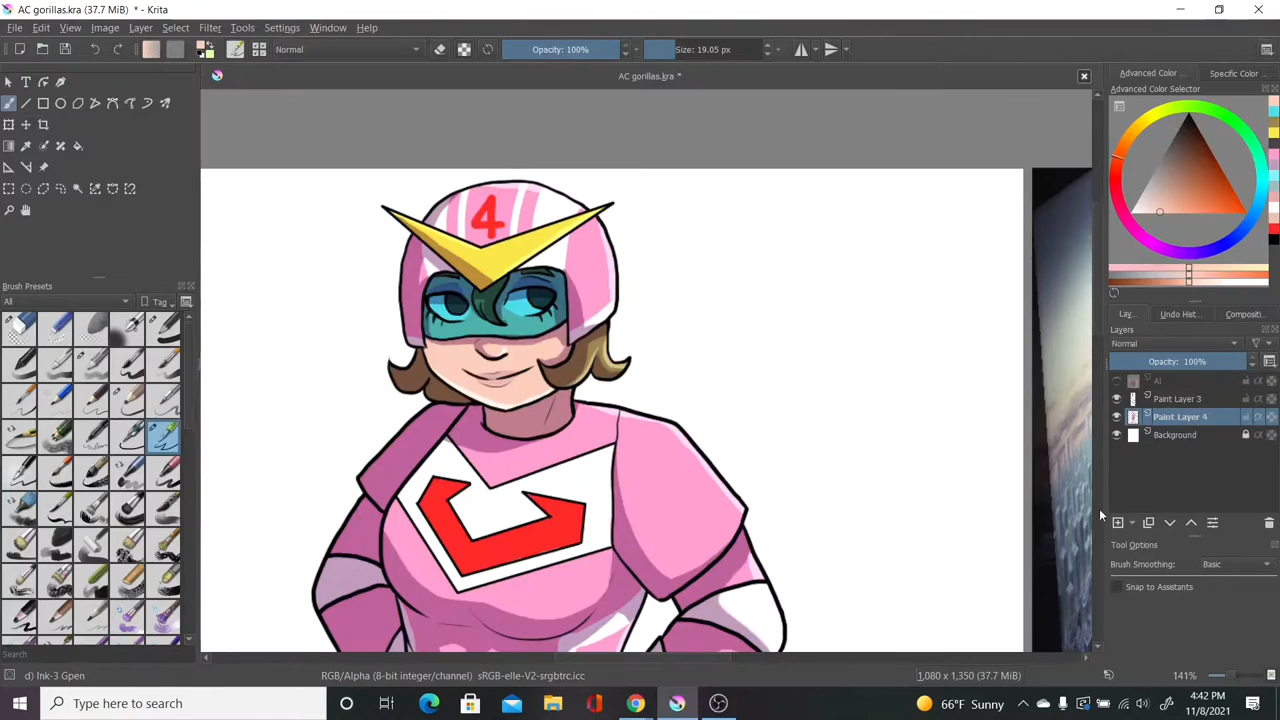 AC gorillas.kra (37.7 MiB) * - Krita
File Edit View Image Layer Select Filter Tools Settings Window Help
Normal
Opacity: 100%
Size: 19.05 px
AC gorillas.kra *
Advanced Color ...
Specific Color ...
Advanced Color Selector
4
Brush Presets
All
Tag
Lay...
Undo Hist...
Compositi...
Layers
Normal
Opacity: 100%
AI
Paint Layer 3
Paint Layer 4
Background
Tool Options
Brush Smoothing: Basic
Snap to Assistants
Search
d) Ink-3 Gpen
RGB/Alpha (8-bit integer/channel) sRGB-elle-V2-srgbtrc.icc
1,080 x 1,350 (37.7 MiB)
141%
Type here to search
66°F Sunny
4:42 PM
11/8/2021